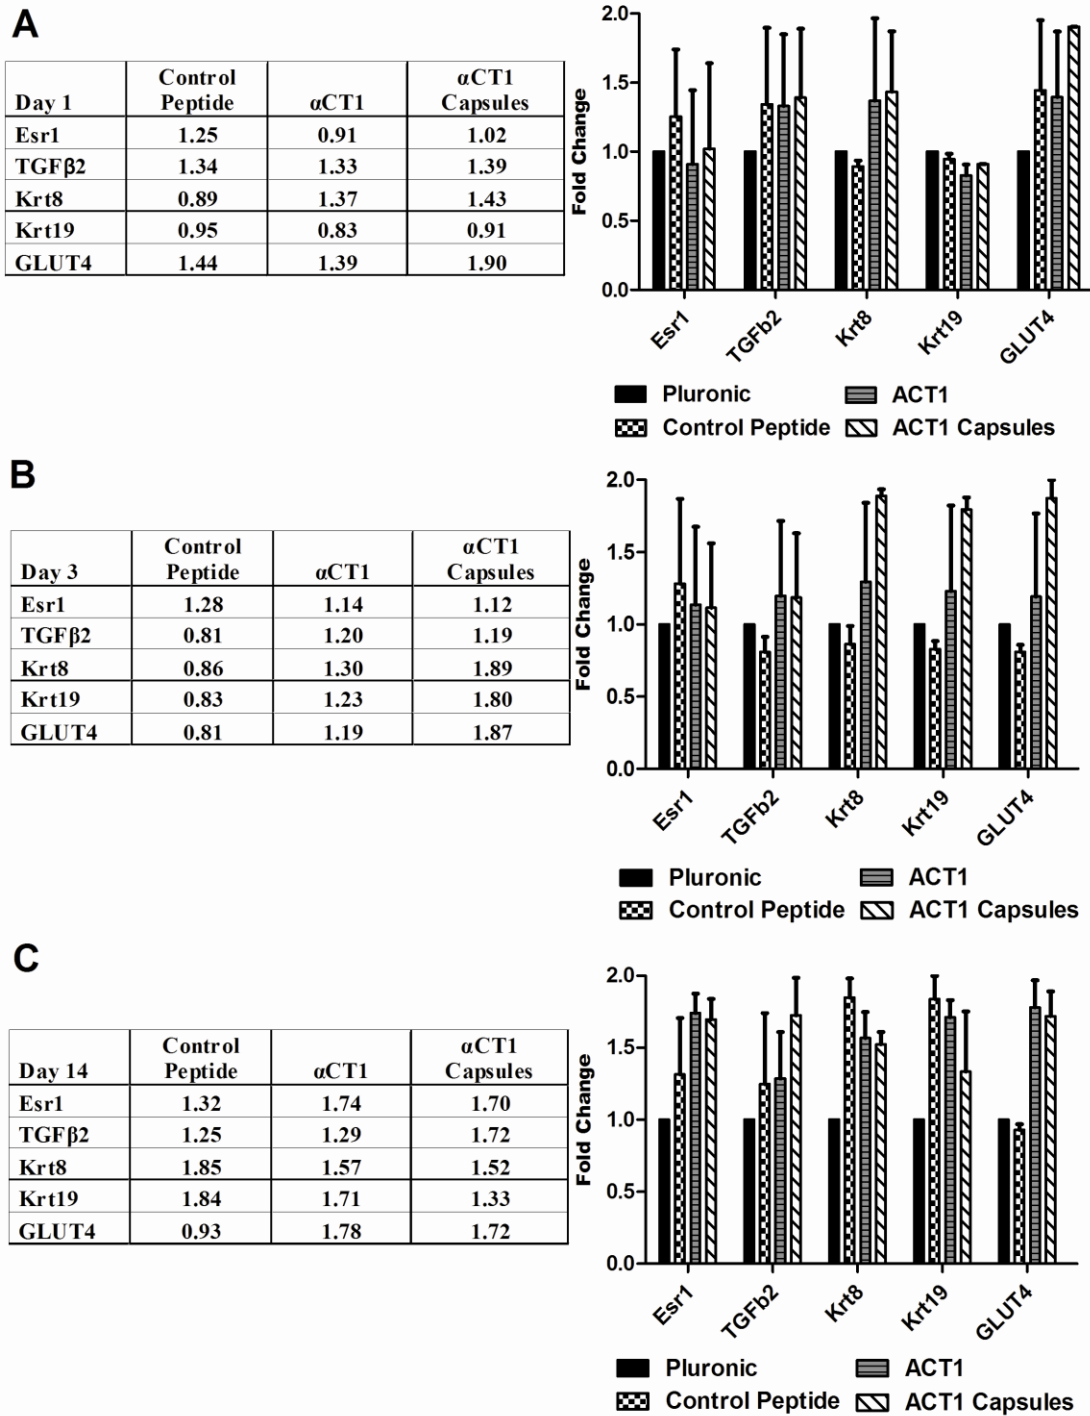 A
Day 1 Control Peptide αCT1 αCT1 Capsules
Esr1 1.25 0.91 1.02
TGFβ2 1.34 1.33 1.39
Krt8 0.89 1.37 1.43
Krt19 0.95 0.83 0.91
GLUT4 1.44 1.39 1.90
Fold Change
2.0
1.5
1.0
0.5
0.0
Esr1 TGFb2 Krt8 Krt19 GLUT4
Pluronic ACT1
Control Peptide ACT1 Capsules
B
Day 3 Control Peptide αCT1 αCT1 Capsules
Esr1 1.28 1.14 1.12
TGFβ2 0.81 1.20 1.19
Krt8 0.86 1.30 1.89
Krt19 0.83 1.23 1.80
GLUT4 0.81 1.19 1.87
Fold Change
2.0
1.5
1.0
0.5
0.0
Esr1 TGFb2 Krt8 Krt19 GLUT4
Pluronic ACT1
Control Peptide ACT1 Capsules
C
Day 14 Control Peptide αCT1 αCT1 Capsules
Esr1 1.32 1.74 1.70
TGFβ2 1.25 1.29 1.72
Krt8 1.85 1.57 1.52
Krt19 1.84 1.71 1.33
GLUT4 0.93 1.78 1.72
Fold Change
2.0
1.5
1.0
0.5
0.0
Esr1 TGFb2 Krt8 Krt19 GLUT4
Pluronic ACT1
Control Peptide ACT1 Capsules